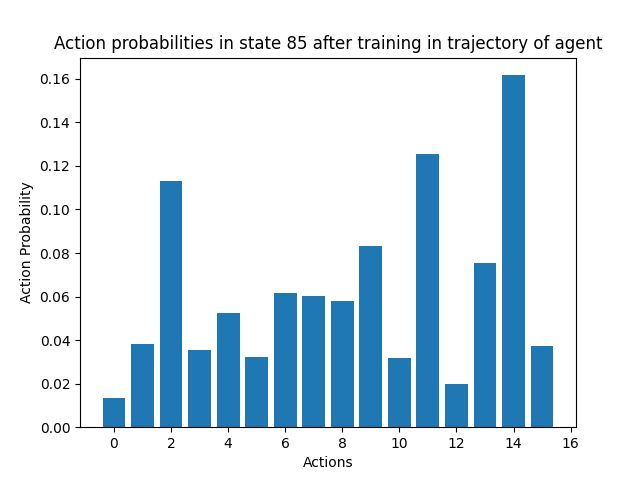 Action probabilities in state 85 after training in trajectory of agent
0.16
0.14
0.12
0.10
0.08
0.06
0.04
0.02
0.00
Action Probability
0 2 4 6 8 10 12 14 16
Actions